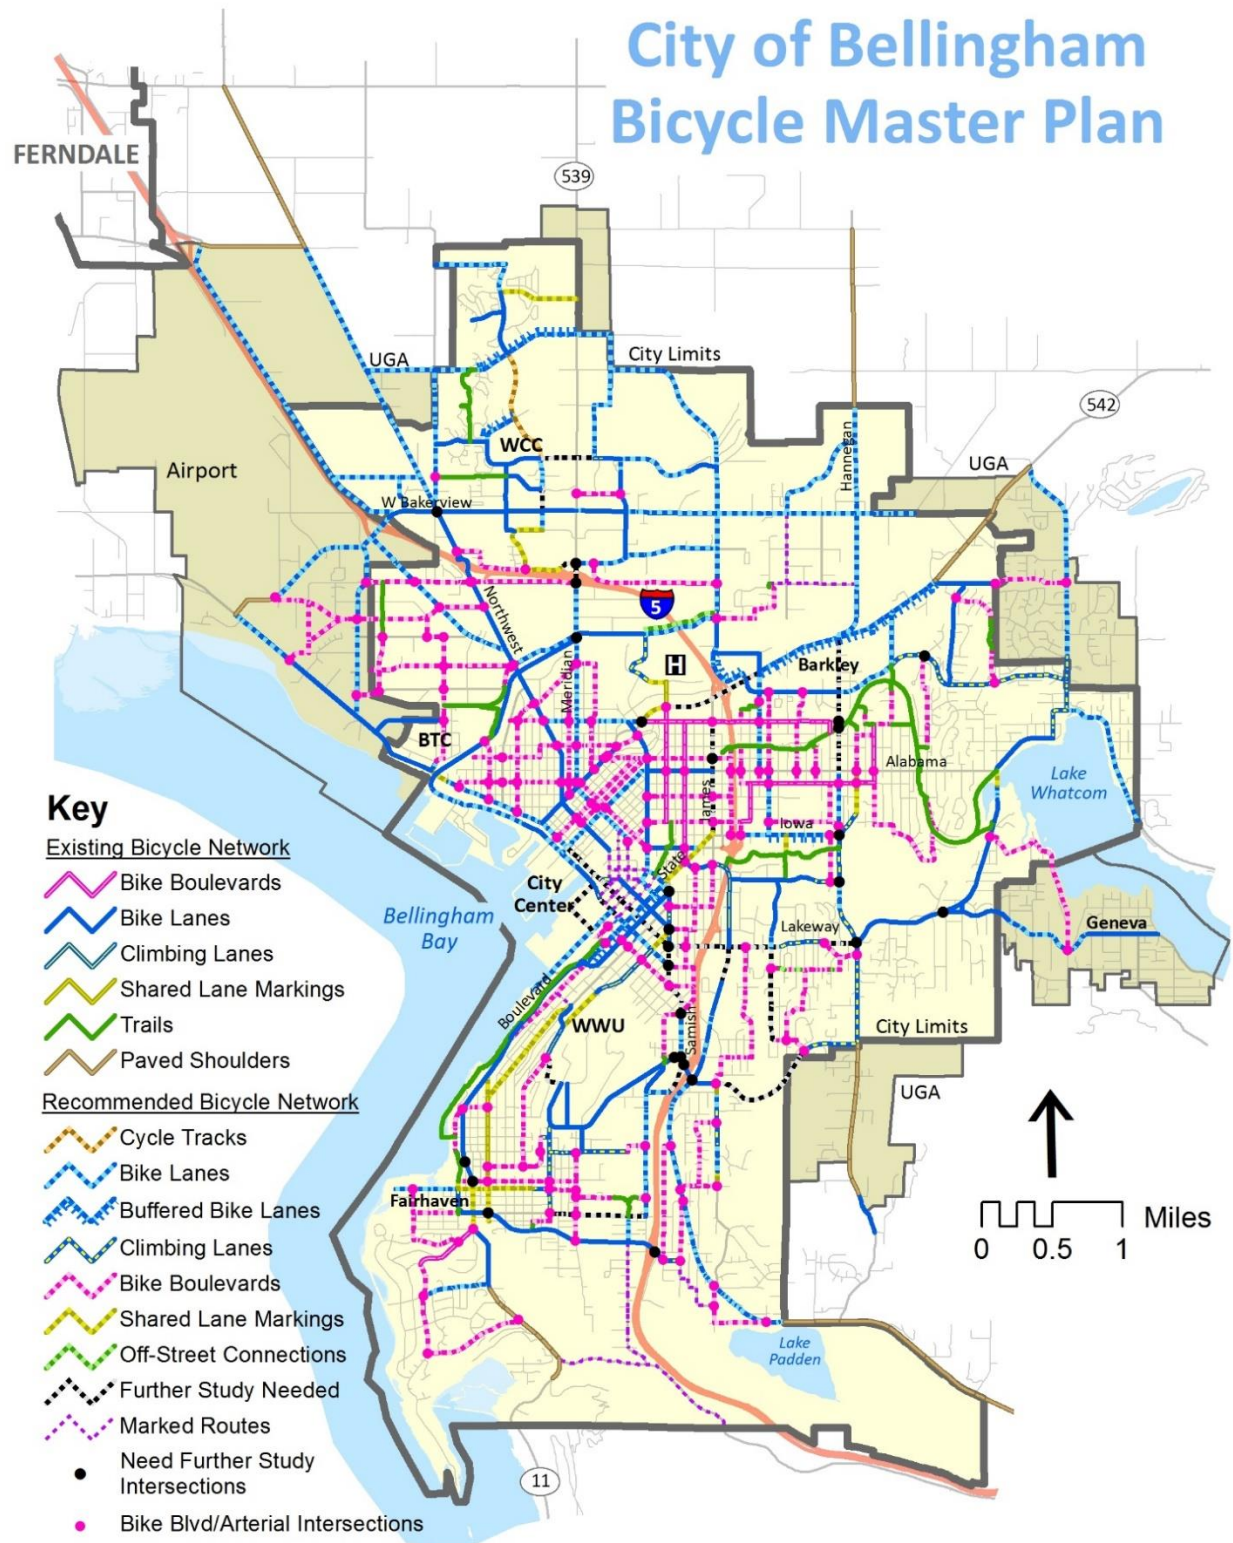 City of Bellingham
Bicycle Master Plan
FERNDALE
539
UGA
City Limits
542
WCC
Hannegan
UGA
Airport
W Bakerview
5
Northwest
Meridian
H
Barkley
BTC
Alabama
Lake
Whatcom
James
Iowa
State
City
Center
Lakeway
Geneva
Bellingham
Bay
Boulevard
WWU
Samish
City Limits
UGA
Fairhaven
Miles
0 0.5 1
Lake
Padden
11
Key
Existing Bicycle Network
Bike Boulevards
Bike Lanes
Climbing Lanes
Shared Lane Markings
Trails
Paved Shoulders
Recommended Bicycle Network
Cycle Tracks
Bike Lanes
Buffered Bike Lanes
Climbing Lanes
Bike Boulevards
Shared Lane Markings
Off-Street Connections
Further Study Needed
Marked Routes
Need Further Study
Intersections
Bike Blvd/Arterial Intersections